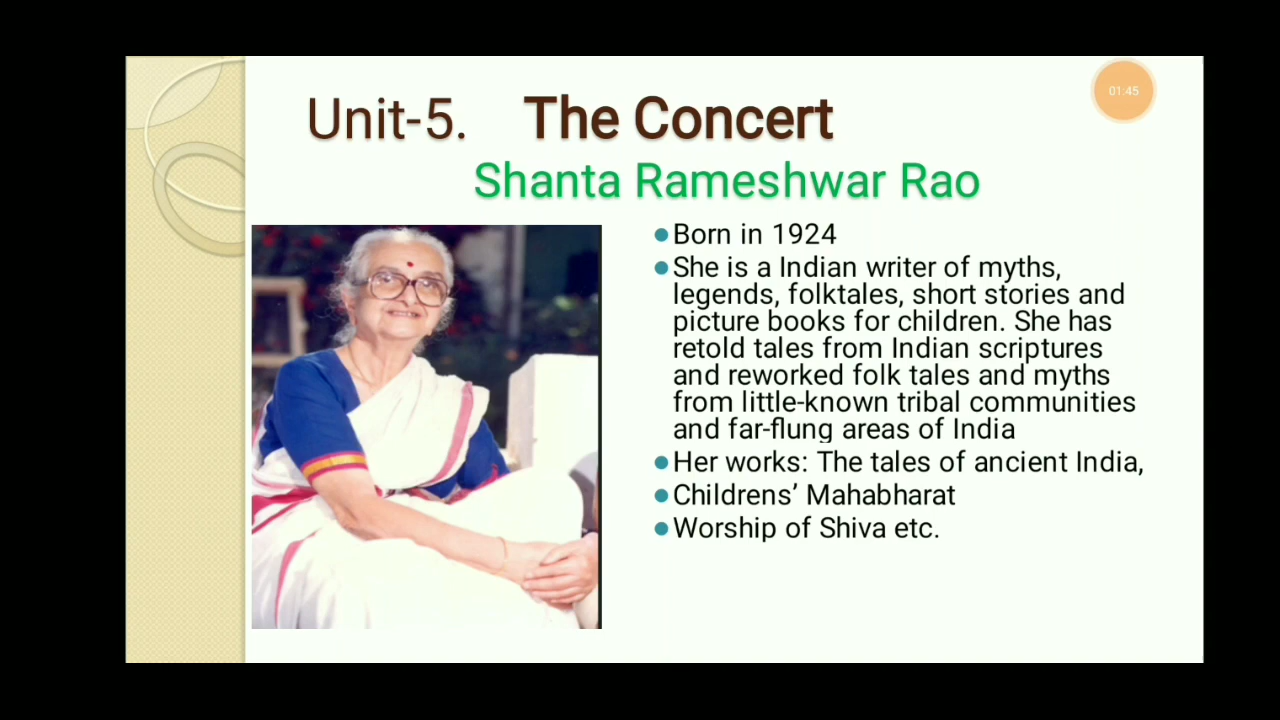 01:45
Unit-5. The Concert
Shanta Rameshwar Rao
●Born in 1924
●She is a Indian writer of myths,
legends, folktales, short stories and
picture books for children. She has
retold tales from Indian scriptures
and reworked folk tales and myths
from little-known tribal communities
and far-flung areas of India
●Her works: The tales of ancient India,
●Childrens’ Mahabharat
●Worship of Shiva etc.